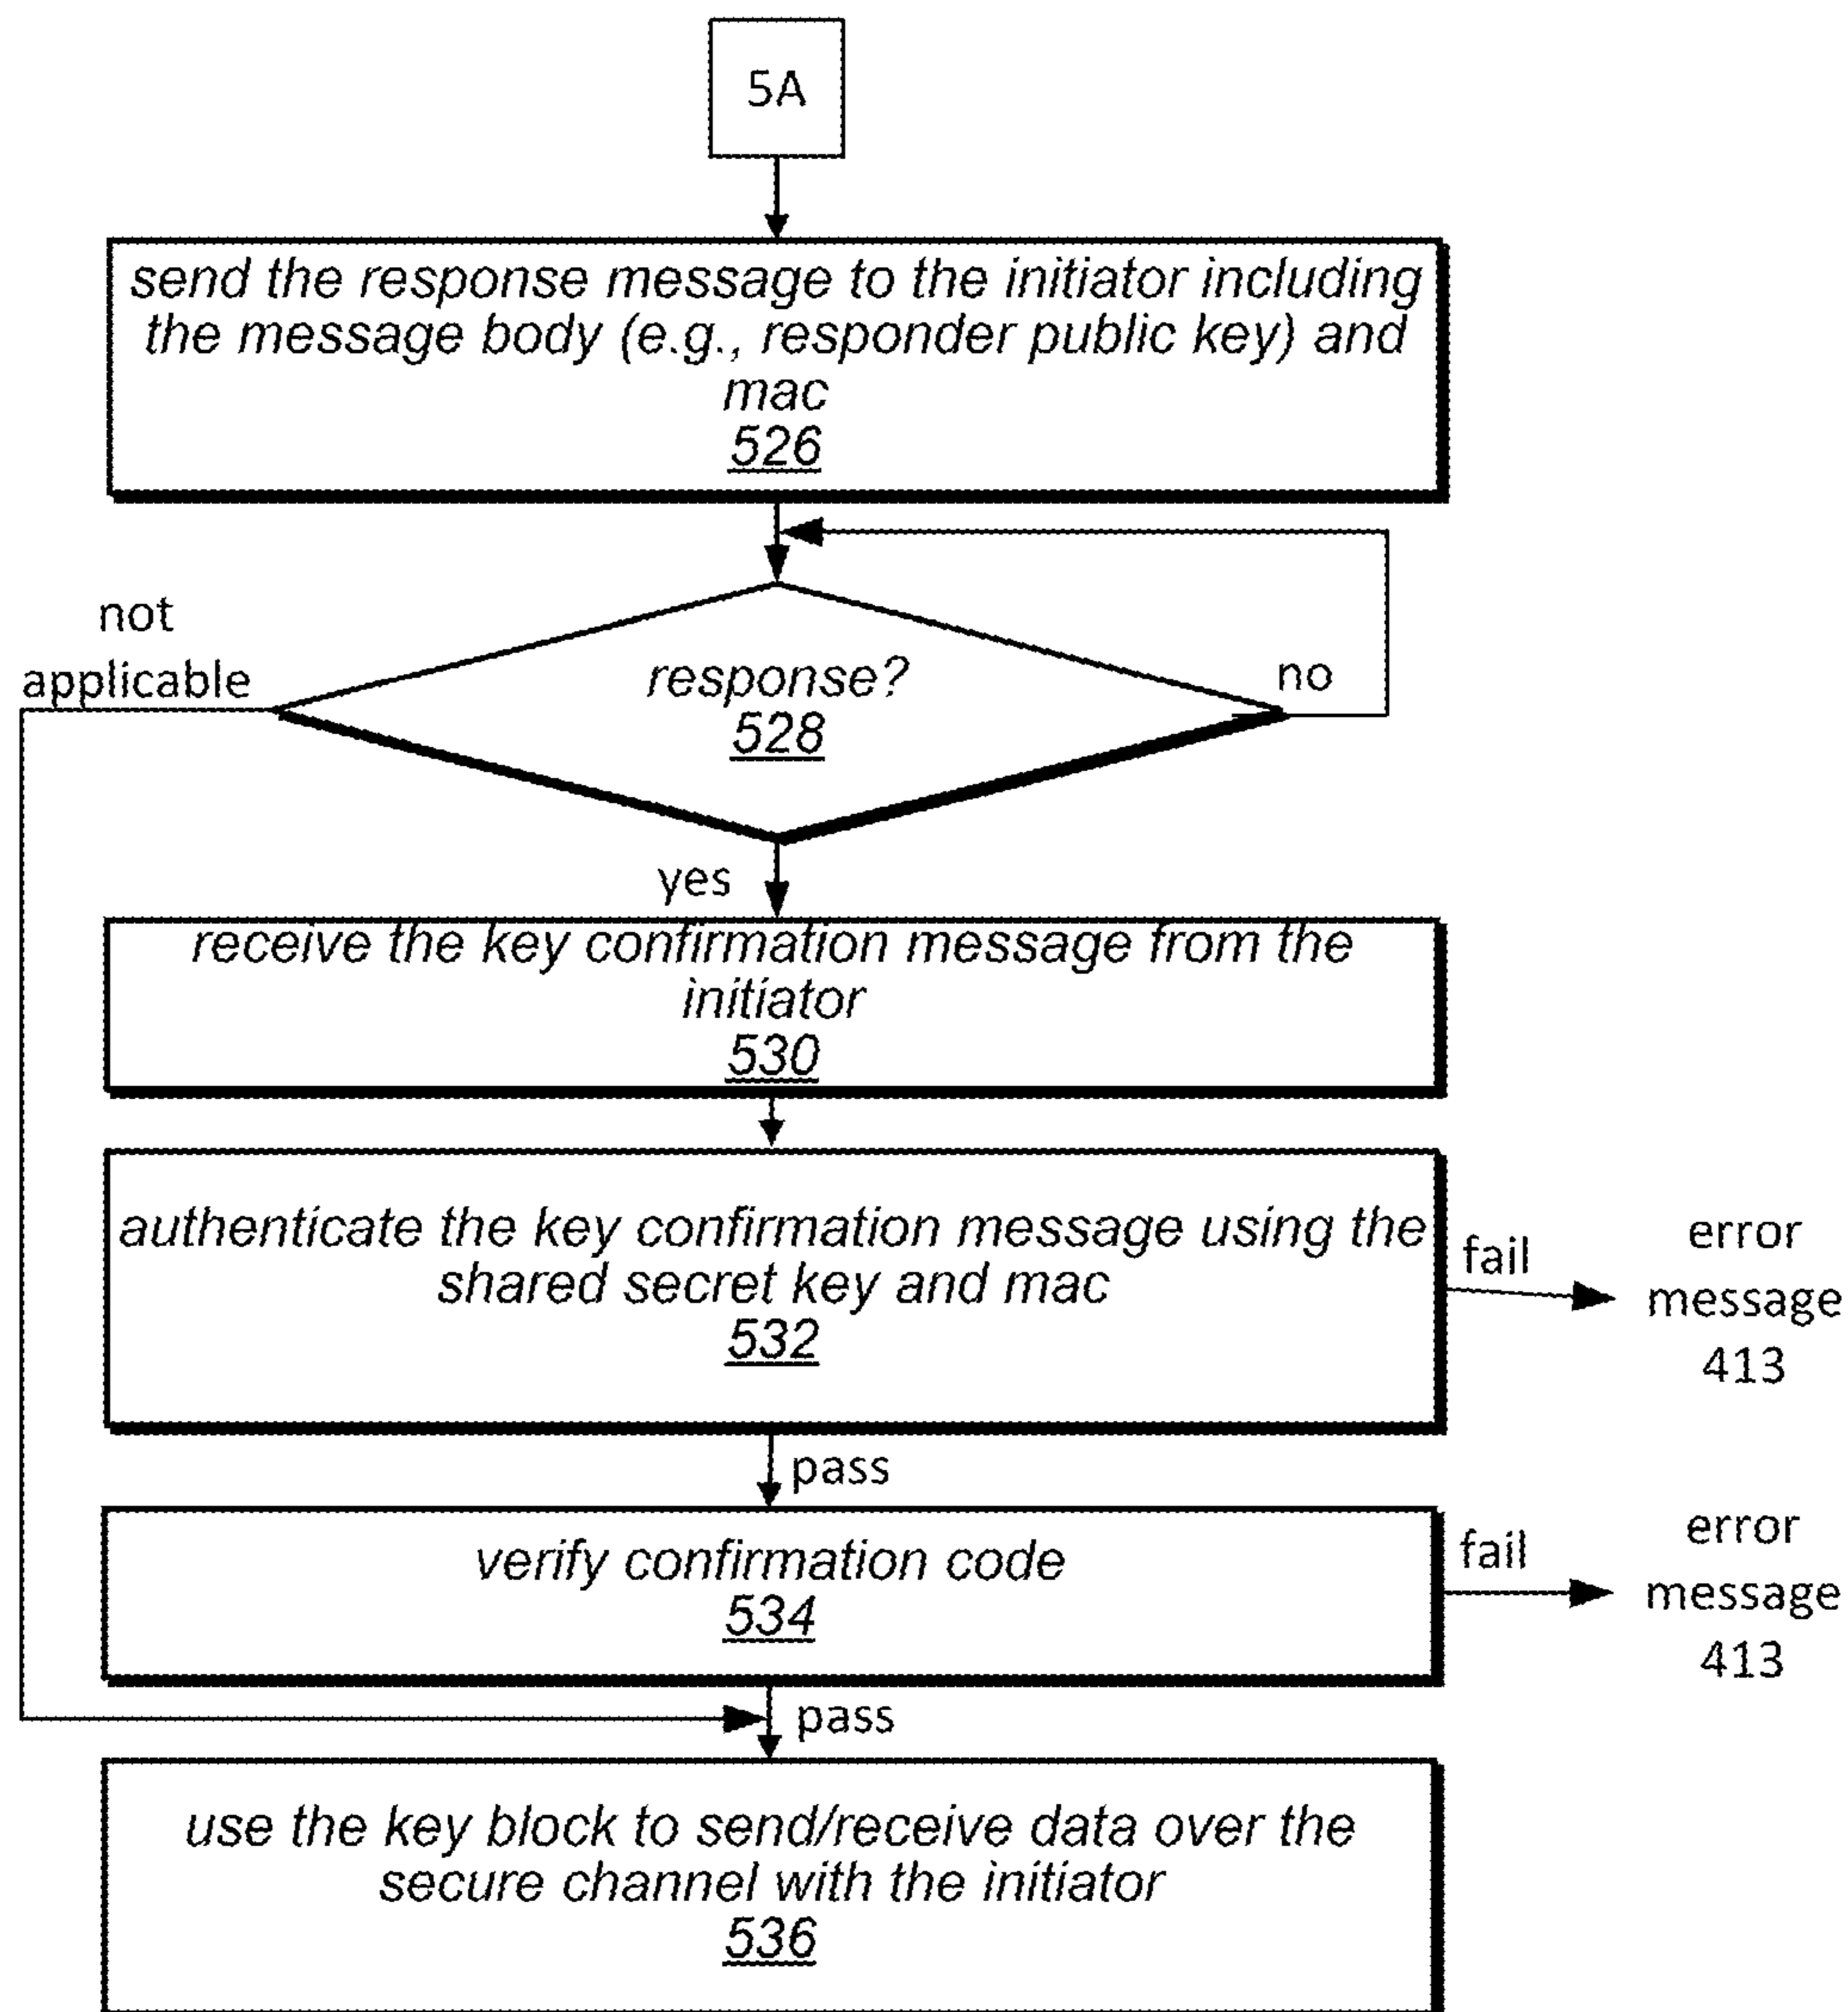 5A
send the response message to the initiator including
the message body (e.g., responder public key) and
mac
526
not
applicable
response?
528
no
yes
receive the key confirmation message from the
initiator
530
authenticate the key confirmation message using the
shared secret key and mac
532
fail
error
message
413
pass
verify confirmation code
534
fail
error
message
413
pass
use the key block to send/receive data over the
secure channel with the initiator
536